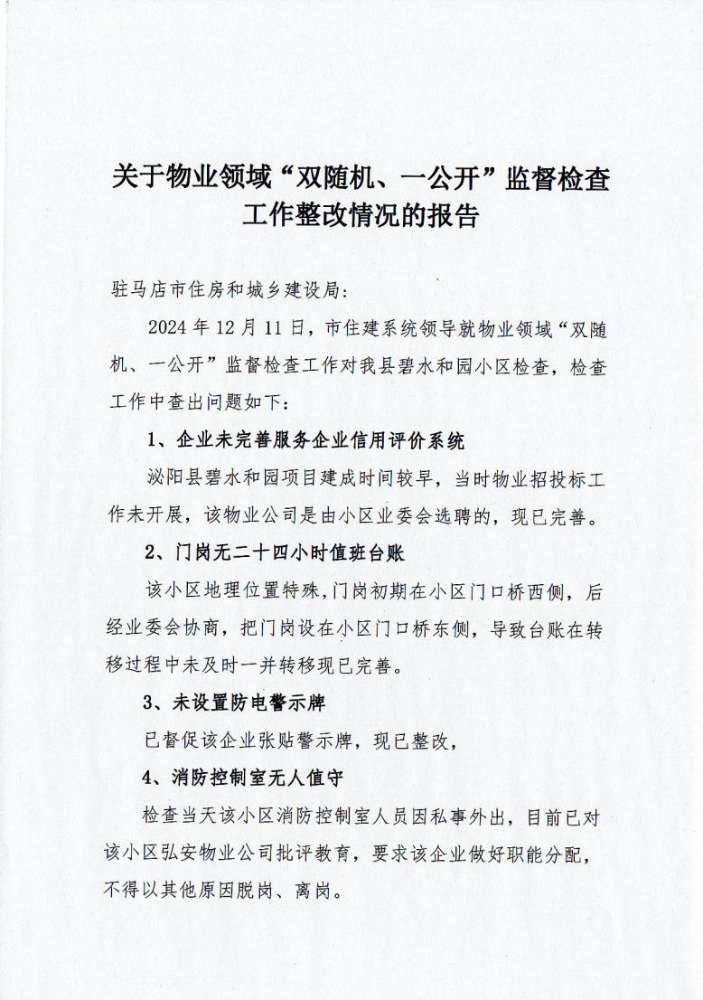 关于物业领域“双随机、一公开”监督检查
工作整改情况的报告
驻马店市住房和城乡建设局:
2024 年 12 月 11 日，市住建系统领导就物业领域“双随
机、一公开”监督检查工作对我县碧水和园小区检查，检查
工作中查出问题如下：
1、企业未完善服务企业信用评价系统
泌阳县碧水和园项目建成时间较早，当时物业招投标工
作未开展，该物业公司是由小区业委会选聘的，现已完善。
2、门岗无二十四小时值班台账
该小区地理位置特殊,门岗初期在小区门口桥西侧，后
经业委会协商，把门岗设在小区门口桥东侧，导致台账在转
移过程中未及时一并转移现已完善。
3、未设置防电警示牌
已督促该企业张贴警示牌，现已整改，
4、消防控制室无人值守
检查当天该小区消防控制室人员因私事外出，目前已对
该小区弘安物业公司批评教育，要求该企业做好职能分配，
不得以其他原因脱岗、离岗。